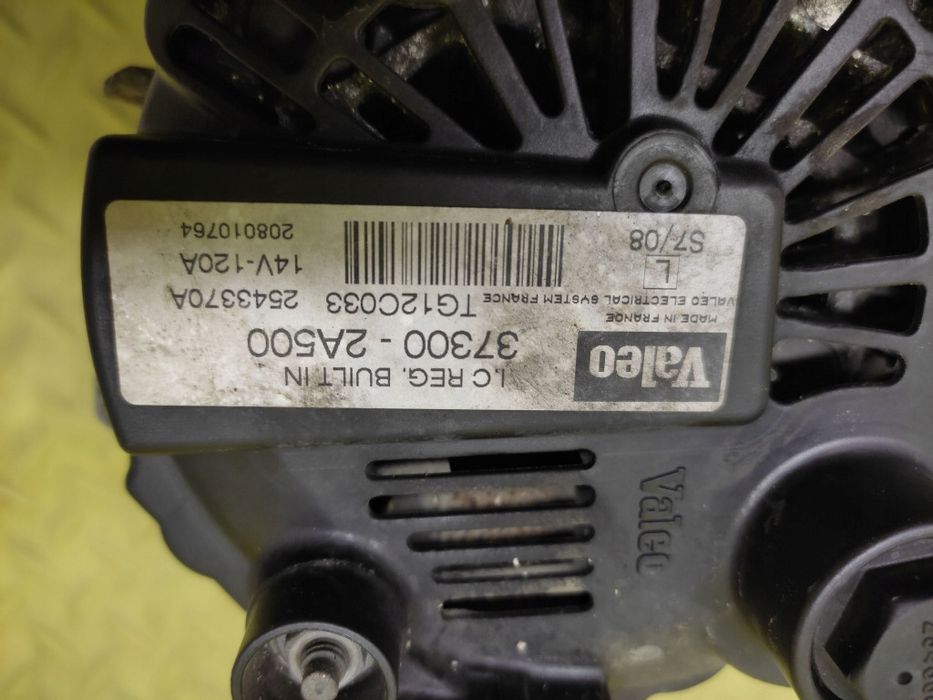 I.C REG. BUILT IN
Valeo
37300 - 2A500
MADE IN FRANCE
VALEO ELECTRICAL SYSTEM FRANCE
TG12C033
2543370A
L
14V-120A
S7/08
208010764
Valeo